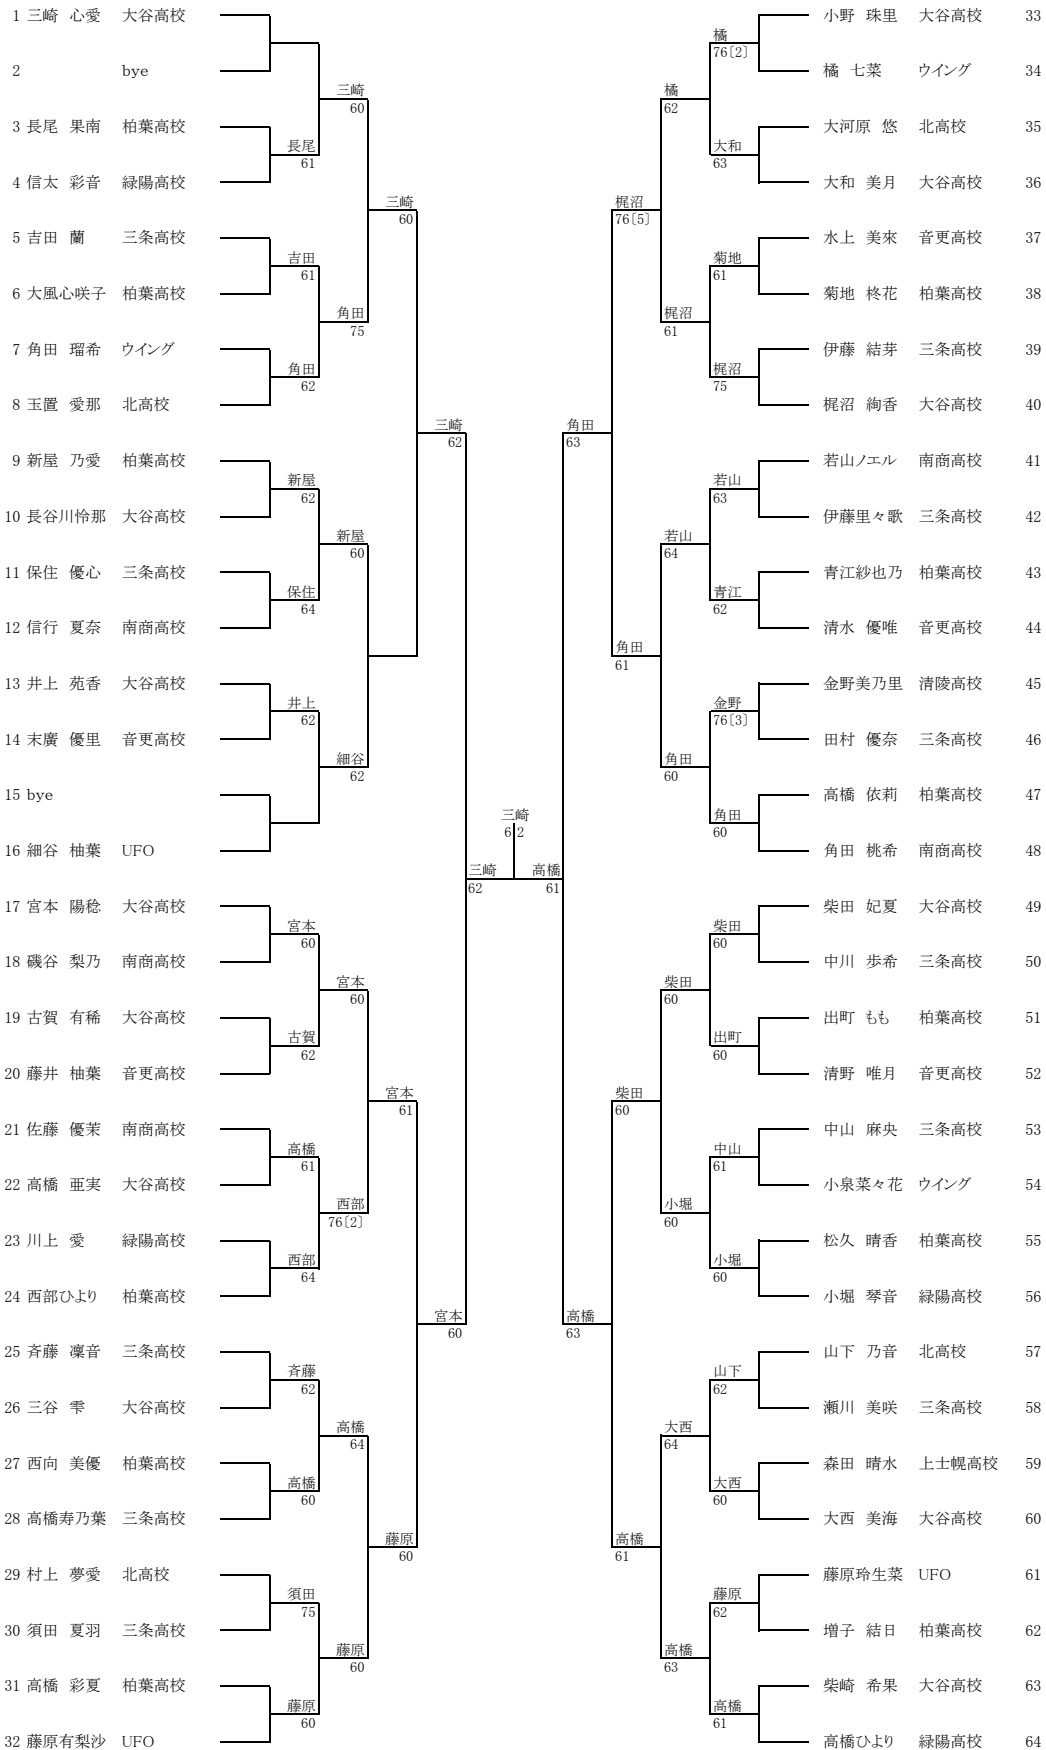 1 三崎 心愛 大谷高校
2 bye
3 長尾 果南 柏葉高校
4 信太 彩音 緑陽高校
5 吉田 蘭 三条高校
6 大風心咲子 柏葉高校
7 角田 瑠希 ウイング
8 玉置 愛那 北高校
9 新屋 乃愛 柏葉高校
10 長谷川怜那 大谷高校
11 保住 優心 三条高校
12 信行 夏奈 南商高校
13 井上 苑香 大谷高校
14 末廣 優里 音更高校
15 bye
16 細谷 柚葉 UFO
17 宮本 陽稔 大谷高校
18 磯谷 梨乃 南商高校
19 古賀 有稀 大谷高校
20 藤井 柚葉 音更高校
21 佐藤 優茉 南商高校
22 高橋 亜実 大谷高校
23 川上 愛 緑陽高校
24 西部ひより 柏葉高校
25 斉藤 凜音 三条高校
26 三谷 雫 大谷高校
27 西向 美優 柏葉高校
28 高橋寿乃葉 三条高校
29 村上 夢愛 北高校
30 須田 夏羽 三条高校
31 高橋 彩夏 柏葉高校
32 藤原有梨沙 UFO
長尾
61
吉田
61
角田
62
新屋
62
保住
64
井上
62
宮本
60
古賀
62
高橋
61
西部
64
斉藤
62
高橋
60
須田
75
藤原
60
三崎
60
角田
75
新屋
60
細谷
62
宮本
60
西部
76〔2〕
高橋
64
藤原
60
三崎
60
宮本
61
藤原
60
三崎
62
宮本
60
三崎
62
三崎
6 2
高橋
61
角田
63
高橋
63
梶沼
76〔5〕
角田
61
柴田
60
高橋
61
橘
62
梶沼
61
若山
64
角田
60
柴田
60
小堀
60
大西
64
高橋
63
橘
76〔2〕
大和
63
菊地
61
梶沼
75
若山
63
青江
62
金野
76〔3〕
角田
60
柴田
60
出町
60
中山
61
小堀
60
山下
62
大西
60
藤原
62
高橋
61
小野 珠里 大谷高校 33
橘 七菜 ウイング 34
大河原 悠 北高校 35
大和 美月 大谷高校 36
水上 美來 音更高校 37
菊地 柊花 柏葉高校 38
伊藤 結芽 三条高校 39
梶沼 絢香 大谷高校 40
若山ノエル 南商高校 41
伊藤里々歌 三条高校 42
青江紗也乃 柏葉高校 43
清水 優唯 音更高校 44
金野美乃里 清陵高校 45
田村 優奈 三条高校 46
高橋 依莉 柏葉高校 47
角田 桃希 南商高校 48
柴田 妃夏 大谷高校 49
中川 歩希 三条高校 50
出町 もも 柏葉高校 51
清野 唯月 音更高校 52
中山 麻央 三条高校 53
小泉菜々花 ウイング 54
松久 晴香 柏葉高校 55
小堀 琴音 緑陽高校 56
山下 乃音 北高校 57
瀬川 美咲 三条高校 58
森田 晴水 上士幌高校 59
大西 美海 大谷高校 60
藤原玲生菜 UFO 61
増子 結日 柏葉高校 62
柴崎 希果 大谷高校 63
高橋ひより 緑陽高校 64